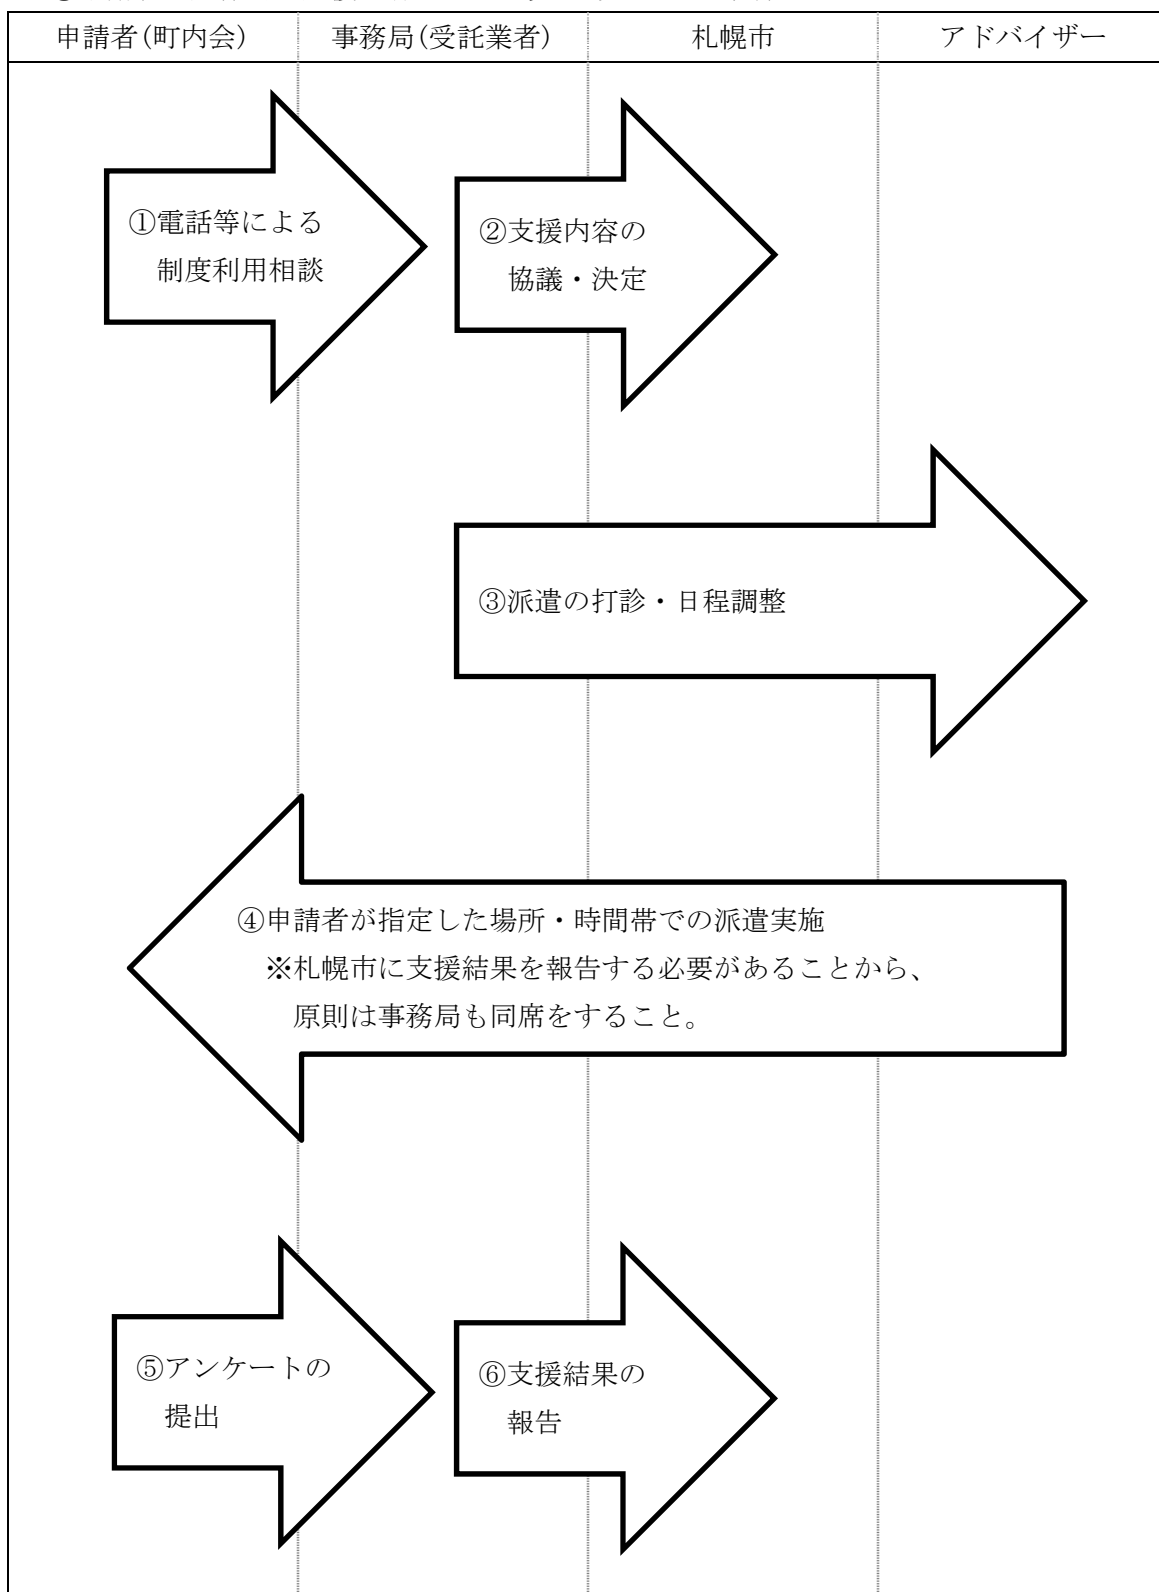 申請者(町内会)
事務局(受託業者)
札幌市
アドバイザー
①電話等による
制度利用相談
②支援内容の
協議・決定
③派遣の打診・日程調整
④申請者が指定した場所・時間帯での派遣実施
※札幌市に支援結果を報告する必要があることから、
原則は事務局も同席をすること。
⑤アンケートの
提出
⑥支援結果の
報告